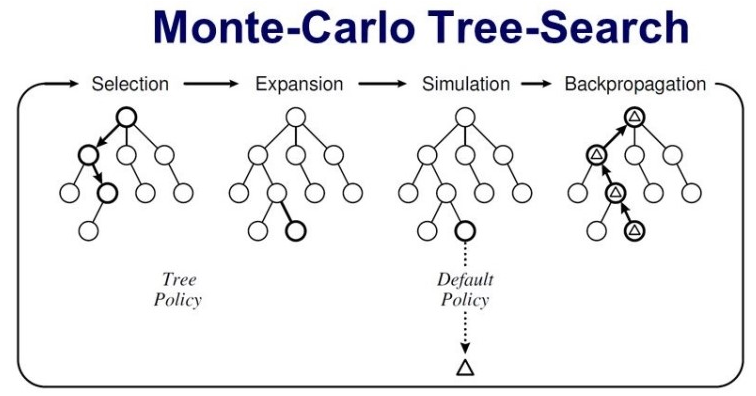 Monte-Carlo Tree-Search
Selection Expansion Simulation Backpropagation
Tree
Policy
Default
Policy